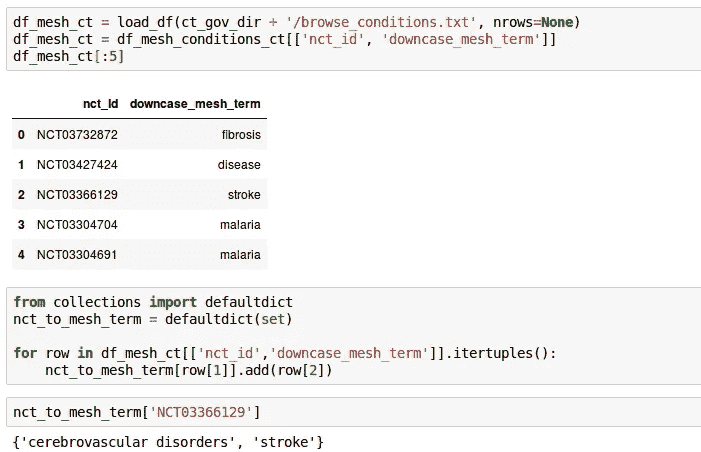 df_mesh_ct = load_df(ct_gov_dir + '/browse_conditions.txt', nrows=None)
df_mesh_ct = df_mesh_conditions_ct[['nct_id', 'downcase_mesh_term']]
df_mesh_ct[:5]
nct_id downcase_mesh_term
0 NCT03732872 fibrosis
1 NCT03427424 disease
2 NCT03366129 stroke
3 NCT03304704 malaria
4 NCT03304691 malaria
from collections import defaultdict
nct_to_mesh_term = defaultdict(set)
for row in df_mesh_ct[['nct_id','downcase_mesh_term']].itertuples():
    nct_to_mesh_term[row[1]].add(row[2])
nct_to_mesh_term['NCT03366129']
{'cerebrovascular disorders', 'stroke'}